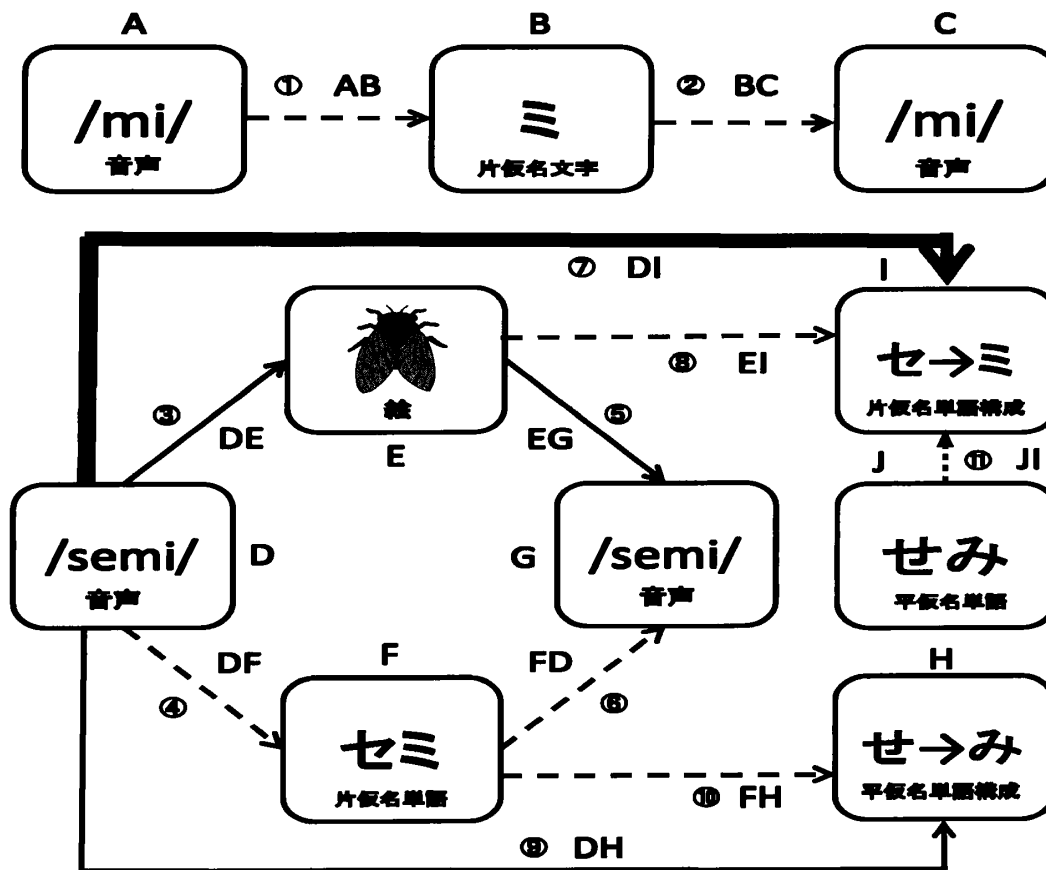 A
B
C
/mi/
音声
① AB
ミ
片仮名文字
② BC
/mi/
音声
⑦ DI
I
絵
E
③
DE
⑤
EG
⑧ EI
セ→ミ
片仮名単語構成
J
⑪ JI
/semi/
音声
D
G
/semi/
音声
せみ
平仮名単語
DF
④
F
FD
⑥
H
セミ
片仮名単語
⑩ FH
せ→み
平仮名単語構成
⑨ DH